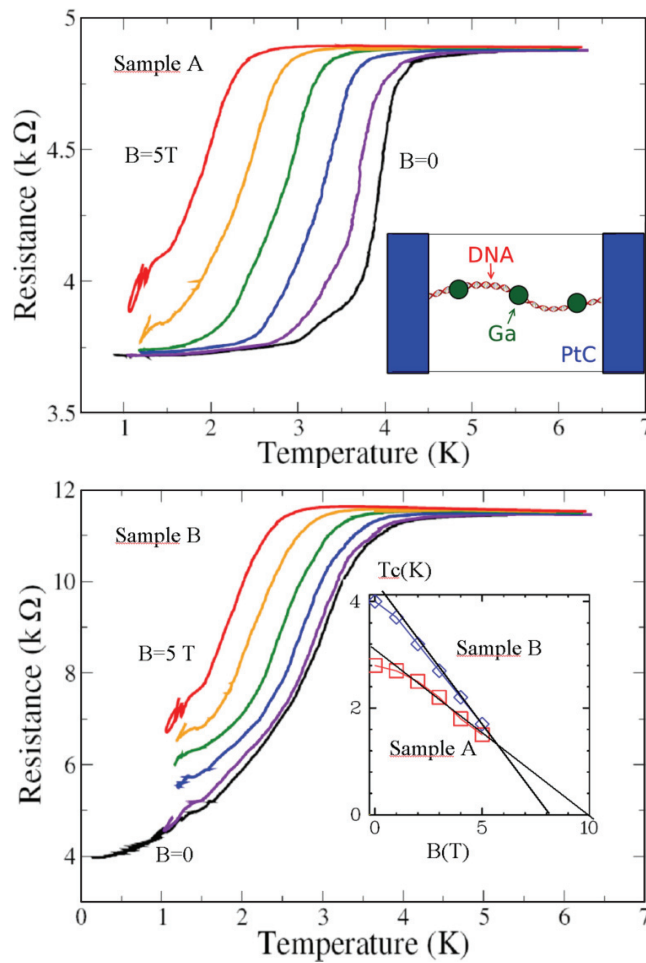 5
Sample A
B=5T
B=0
4.5
4
3.5
Resistance (k Ω)
DNA
Ga
PtC
1 2 3 4 5 6 7
Temperature (K)
12
Sample B
Tc(K)
10
4
Sample B
B=5 T
8
2
Sample A
6
0
0 5 10
B(T)
4
B=0
Resistance (k Ω)
0 1 2 3 4 5 6 7
Temperature (K)